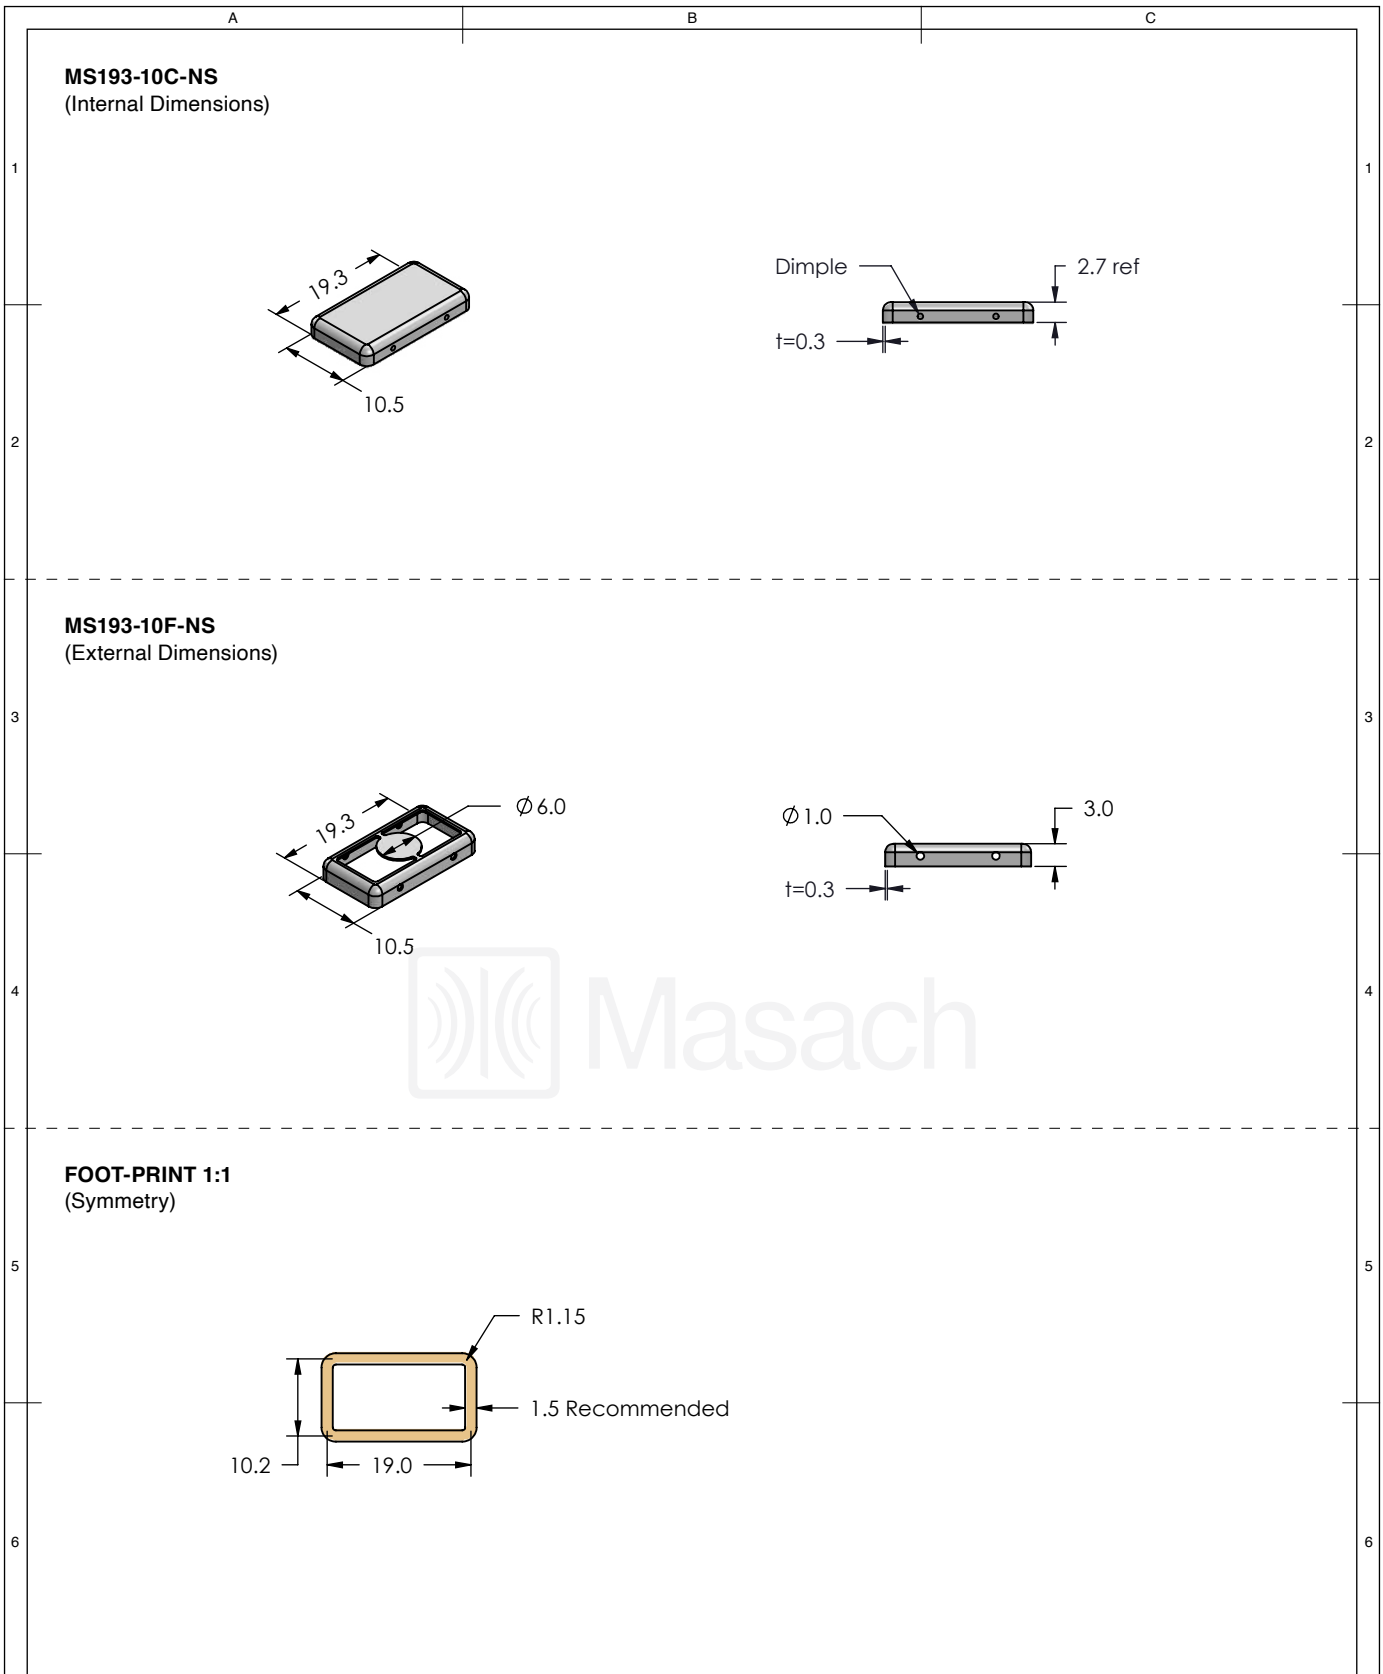 A B C
MS193-10C-NS
(Internal Dimensions)
1 1
19.3
10.5
Dimple
2.7 ref
t=0.3
2 2
MS193-10F-NS
(External Dimensions)
3 3
19.3
Ø6.0
10.5
Ø1.0
3.0
t=0.3
Masach
4 4
FOOT-PRINT 1:1
(Symmetry)
5 5
R1.15
1.5 Recommended
10.2
19.0
6 6